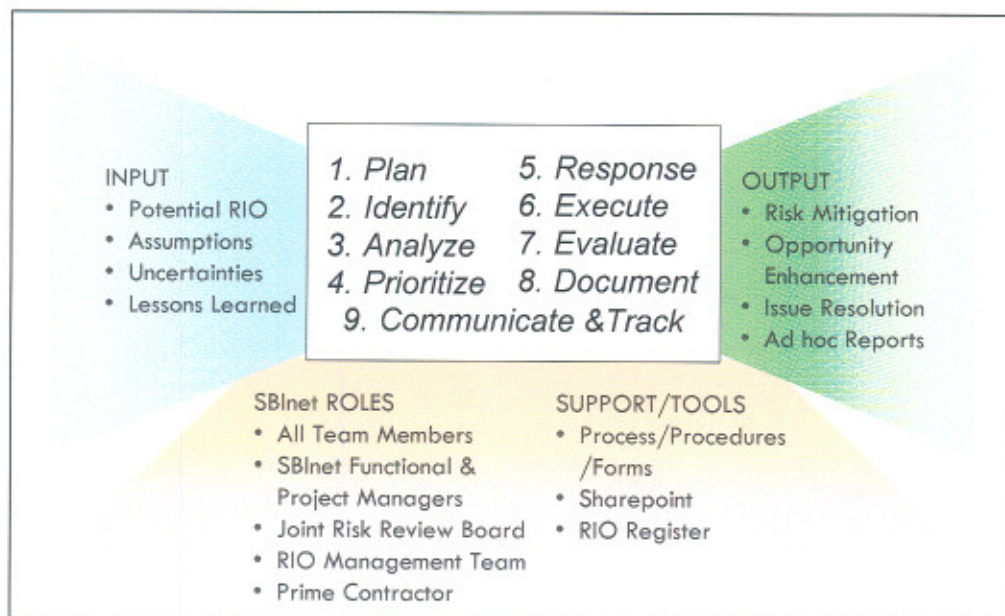 INPUT
• Potential RIO
• Assumptions
• Uncertainties
• Lessons Learned
1. Plan
2. Identify
3. Analyze
4. Prioritize
5. Response
6. Execute
7. Evaluate
8. Document
9. Communicate &Track
OUTPUT
• Risk Mitigation
• Opportunity
Enhancement
• Issue Resolution
• Ad hoc Reports
SBInet ROLES
• All Team Members
• SBInet Functional &
Project Managers
• Joint Risk Review Board
• RIO Management Team
• Prime Contractor
SUPPORT/TOOLS
• Process/Procedures
/Forms
• Sharepoint
• RIO Register